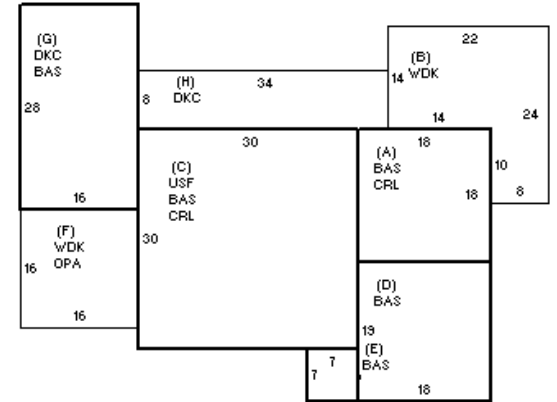 (G)
DKC
BAS
28
16
(H)
DKC
34
8
22
(B)
WDK
14
14
24
10
8
30
(C)
USF
BAS
CRL
30
18
(A)
BAS
CRL
18
(F)
WDK
OPA
16
16
(D)
BAS
19
(E)
BAS
7
7
18